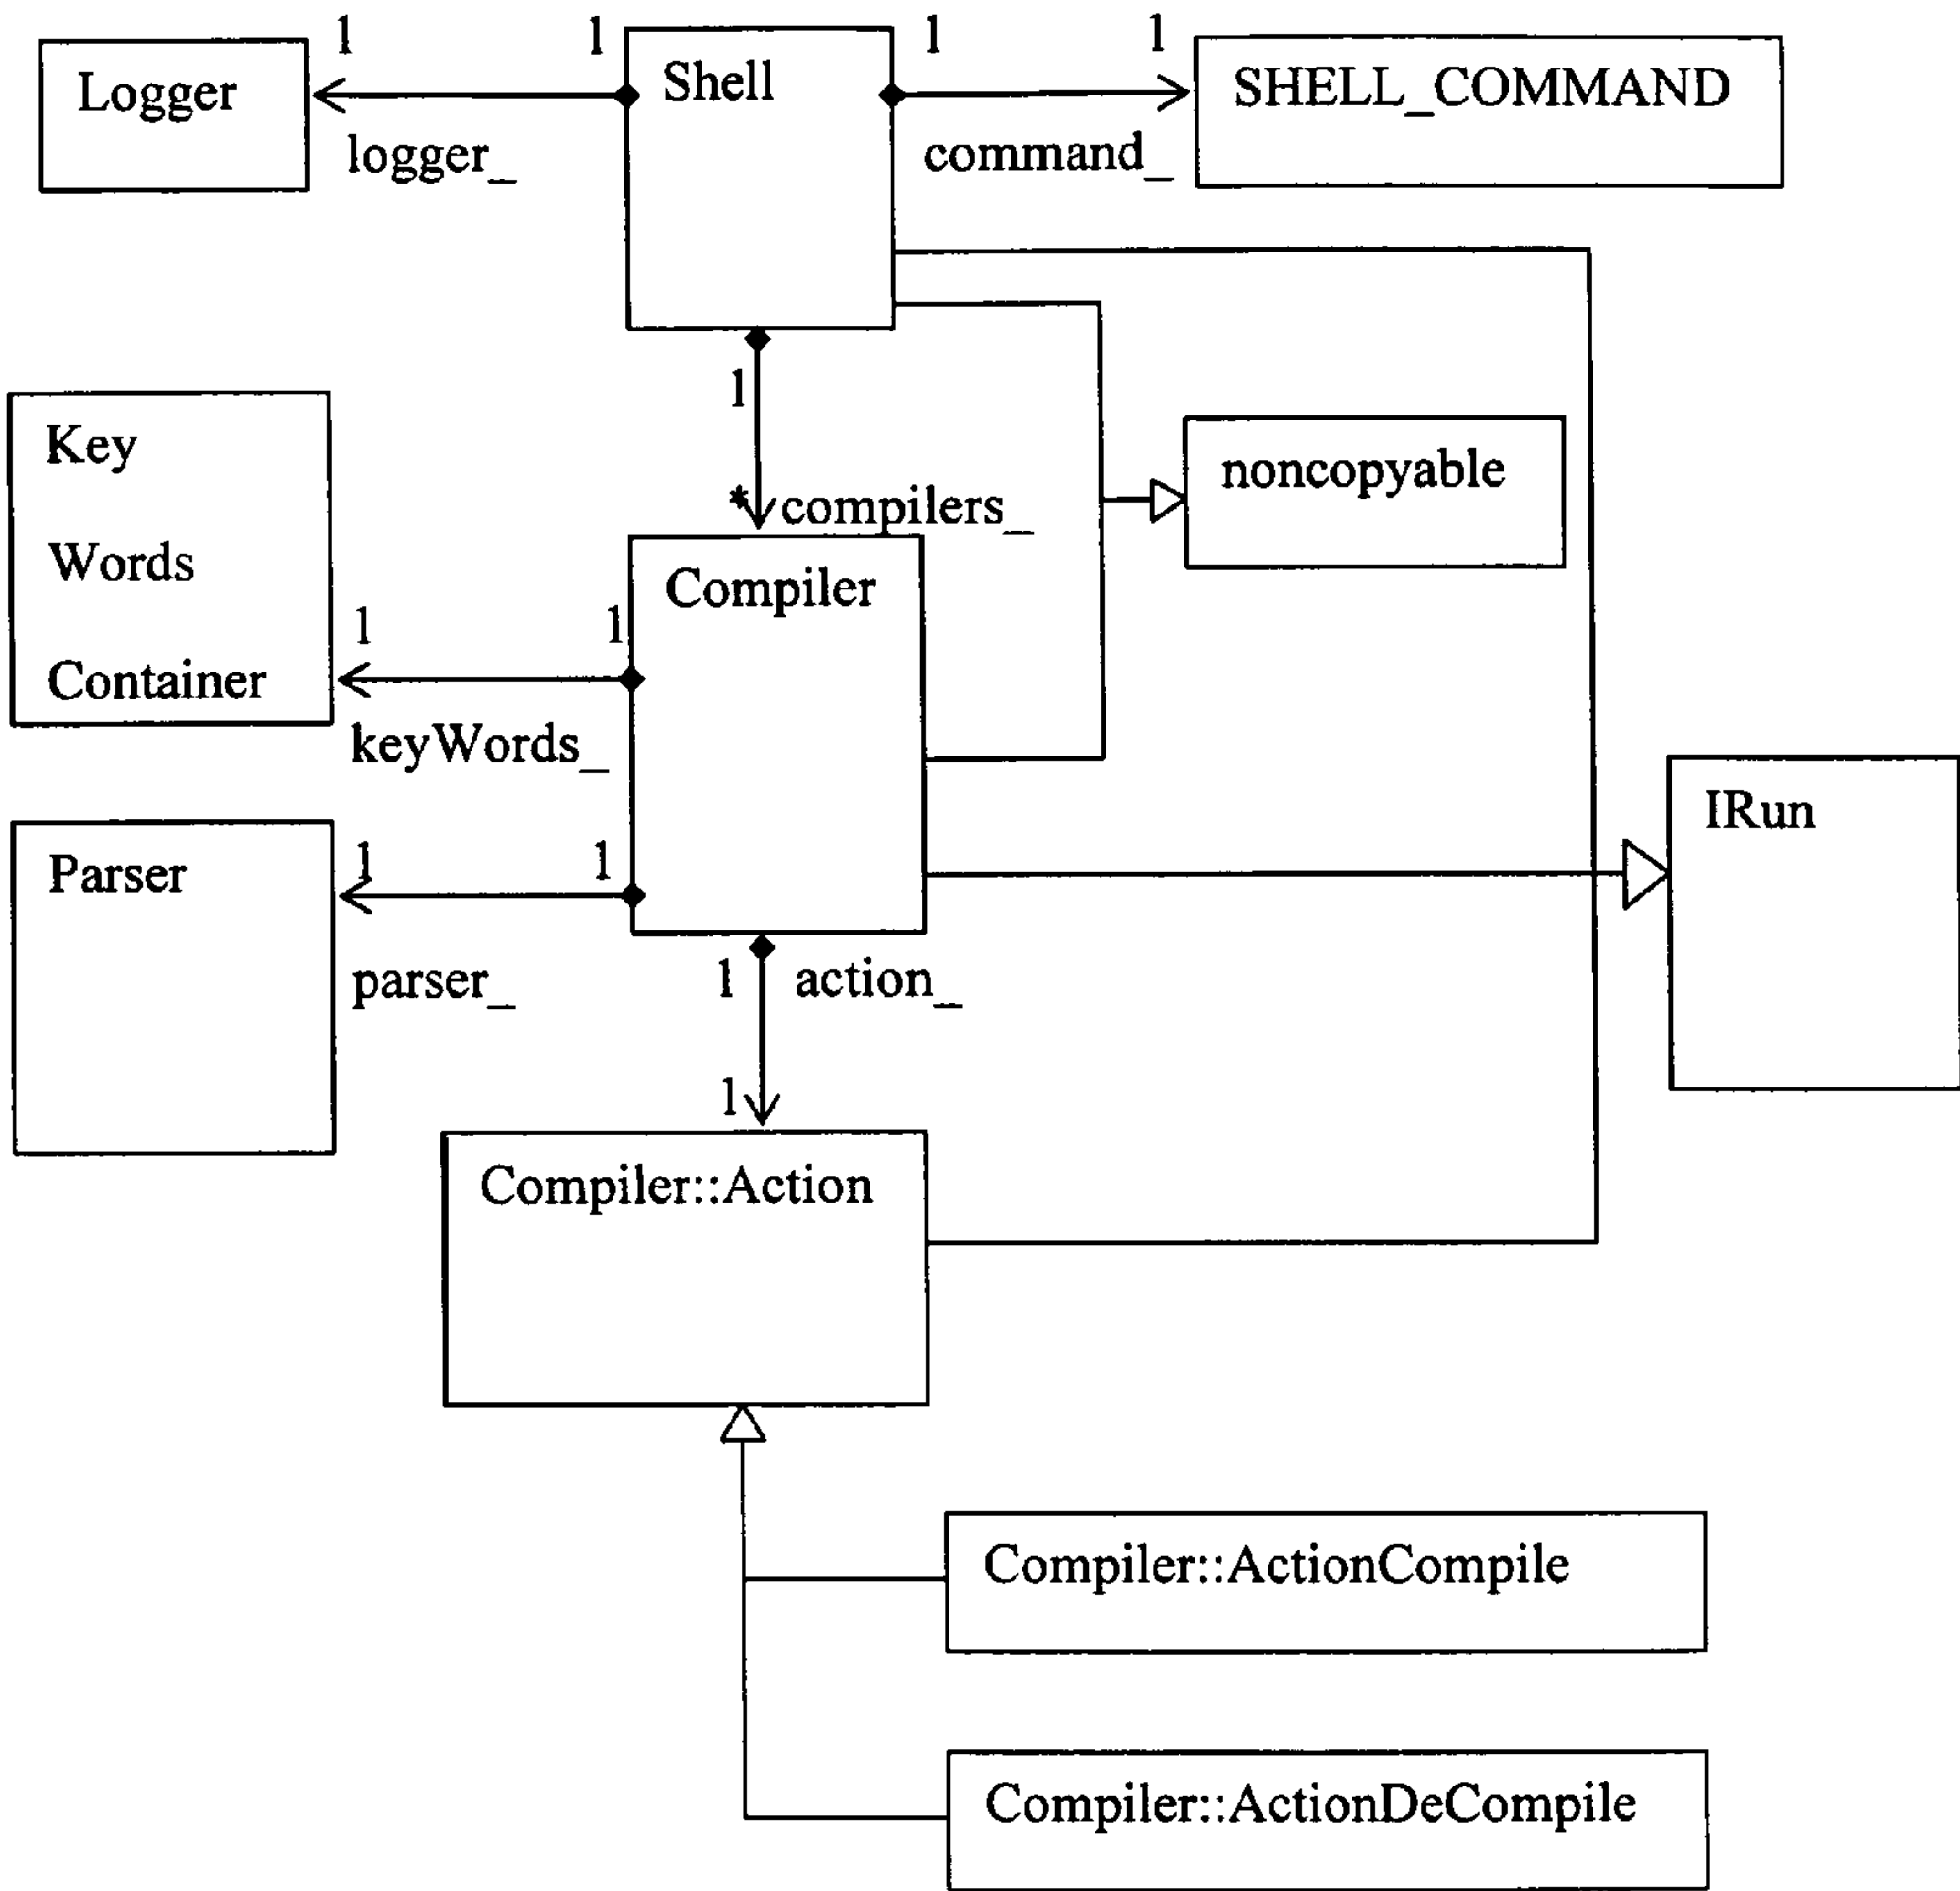 1 1 1 1
Logger
Shell
SHELL_COMMAND
logger_
command_
1
* compilers_
Key
Words
Container
noncopyable
Compiler
1 1
keyWords_
IRun
Parser
1 1
parser_
1 action_
1
Compiler::Action
Compiler::ActionCompile
Compiler::ActionDeCompile